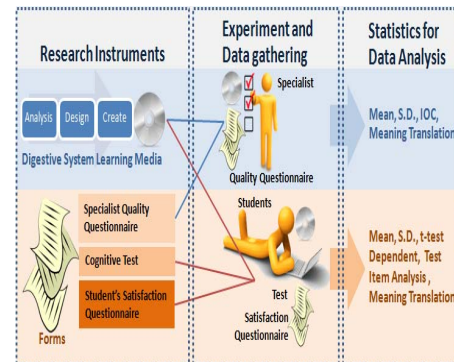 Research Instruments
Analysis
Design
Create
Digestive System Learning Media
Specialist Quality
Questionnaire
Cognitive Test
Student's Satisfaction
Questionnaire
Forms
Experiment and
Data gathering
Specialist
Quality Questionnaire
Students
Test
Satisfaction
Questionnaire
Statistics for
Data Analysis
Mean, S.D., IOC,
Meaning Translation
Mean, S.D., t-test
Dependent, Test
Item Analysis ,
Meaning Translation